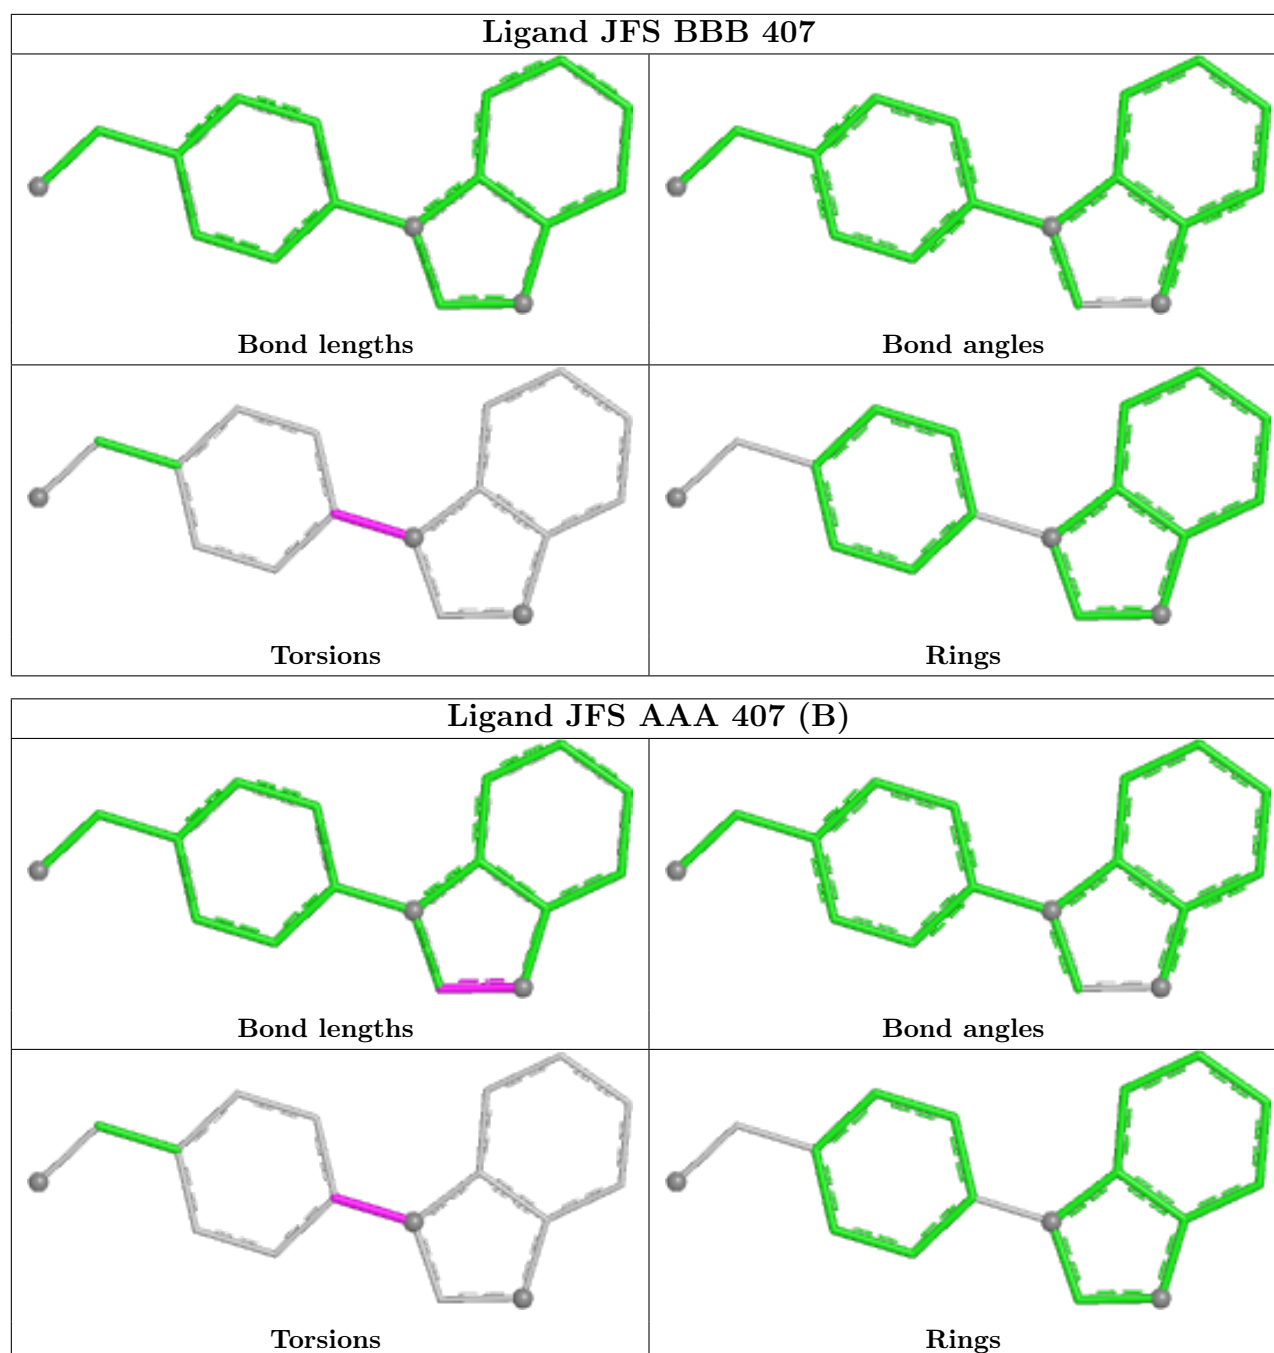 Ligand JFS BBB 407
Bond lengths
Bond angles
Torsions
Rings
Ligand JFS AAA 407 (B)
Bond lengths
Bond angles
Torsions
Rings